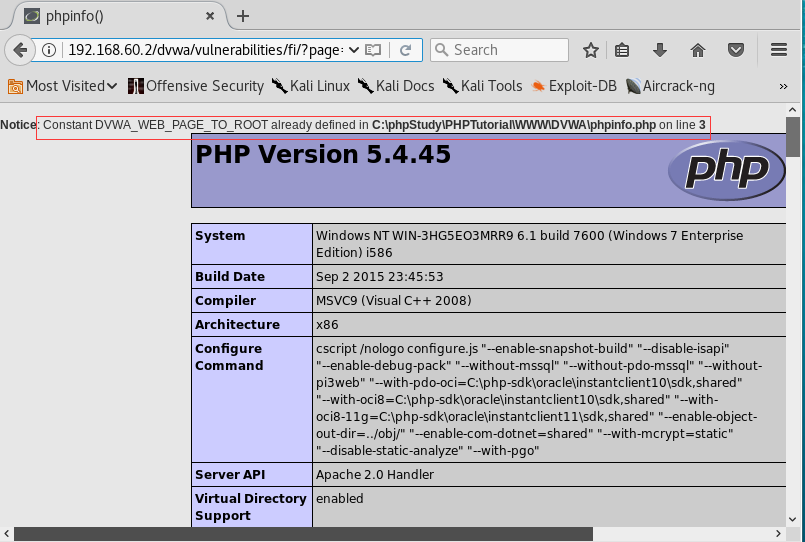 phpinfo()
192.168.60.2/dvwa/vulnerabilities/fi/?page=
Search
Most Visited
Offensive Security
Kali Linux
Kali Docs
Kali Tools
Exploit-DB
Aircrack-ng
Notice: Constant DVWA_WEB_PAGE_TO_ROOT already defined in C:\phpStudy\PHPTutorial\WWW\DVWA\phpinfo.php on line 3
PHP Version 5.4.45
php
System
Windows NT WIN-3HG5EO3MRR9 6.1 build 7600 (Windows 7 Enterprise
Edition) i586
Build Date
Sep 2 2015 23:45:53
Compiler
MSVC9 (Visual C++ 2008)
Architecture
x86
Configure
Command
cscript /nologo configure.js "--enable-snapshot-build" "--disable-isapi"
"--enable-debug-pack" "--without-mssql" "--without-pdo-mssql" "--without-
pi3web" "--with-pdo-oci=C:\php-sdk\oracle\instantclient10\sdk,shared"
"--with-oci8=C:\php-sdk\oracle\instantclient10\sdk,shared" "--with-
oci8-11g=C:\php-sdk\oracle\instantclient11\sdk,shared" "--enable-object-
out-dir=../obj/" "--enable-com-dotnet=shared" "--with-mcrypt=static"
"--disable-static-analyze" "--with-pgo"
Server API
Apache 2.0 Handler
Virtual Directory
Support
enabled